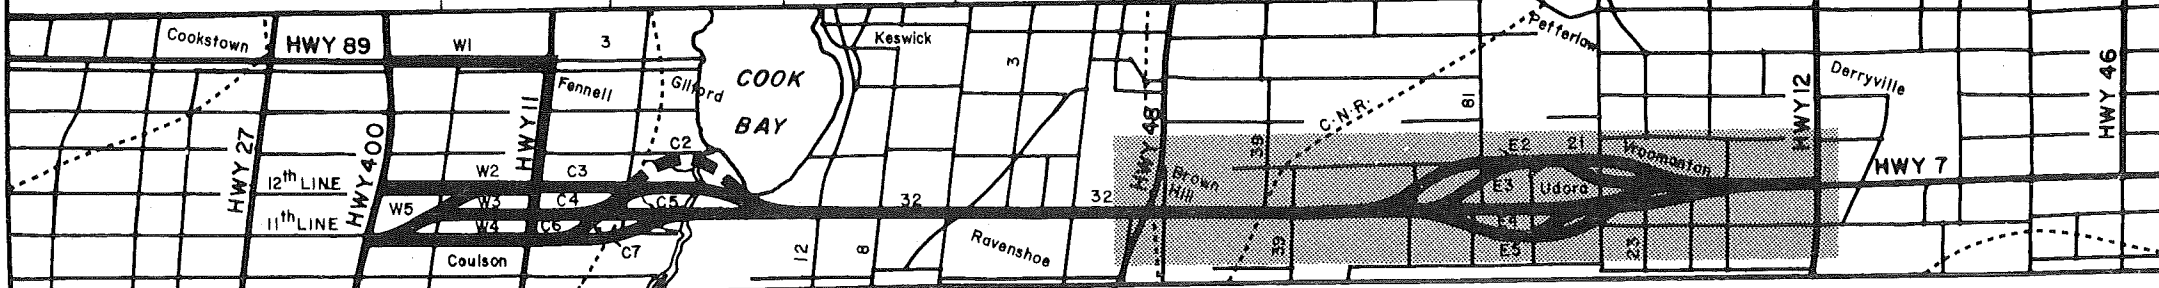 Cookstown
HWY 89
W1
3
Keswick
Pefferlaw
Derryville
HWY 46
Fennell
Gilford
COOK
BAY
3
81
HWY 12
HWY 27
HWY 400
HWY 11
HWY 48
C.N.R.
39
C2
E2
21
Vroomanton
HWY 7
12th LINE
W2
C3
Brown
Hill
E3
Udora
W5
W3
C4
C5
32
32
11th LINE
W4
C6
E4
Coulson
C7
12
8
Ravenshoe
39
E5
23